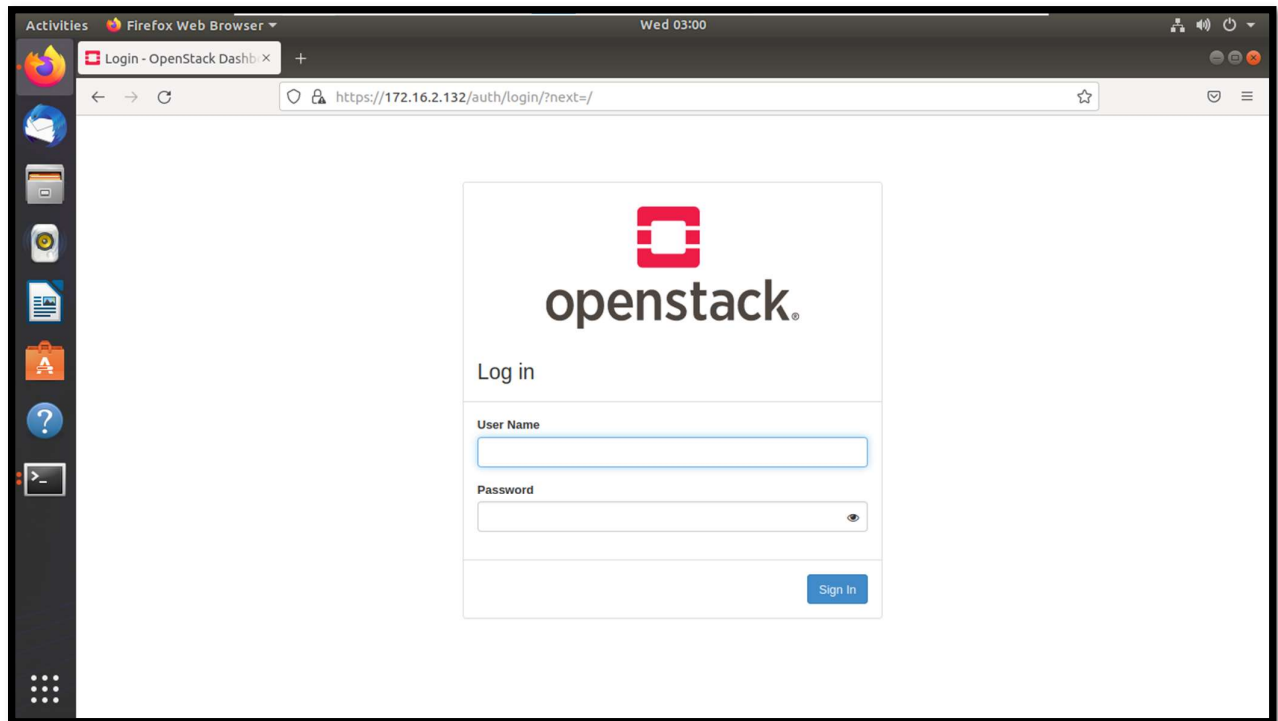 Activities Firefox Web Browser Wed 03:00
Login - OpenStack Dashbo
https://172.16.2.132/auth/login/?next=/
openstack.®
Log in
User Name
Password
Sign In